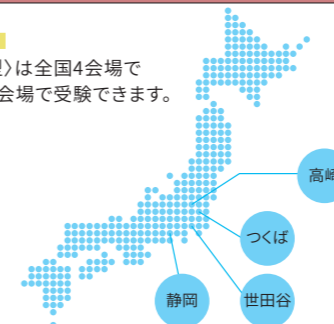 〉は全国4会場で
会場で受験できます。
高崎
つくば
静岡
世田谷